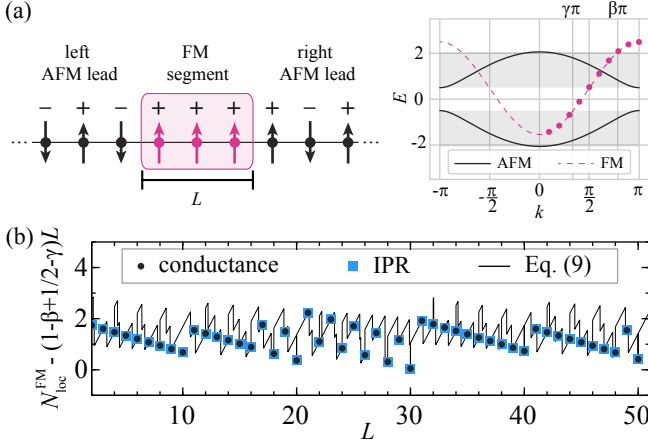 (a)
left
AFM lead
FM
segment
right
AFM lead
− + − + + + − + − +
... ...
L
γπ βπ
E
2
0
-2
AFM FM
-π -π/2 0 π/2 π
k
(b)
N_loc^FM - (1-β+1/2-γ)L
4
2
0
conductance IPR Eq. (9)
10 20 30 40 50
L